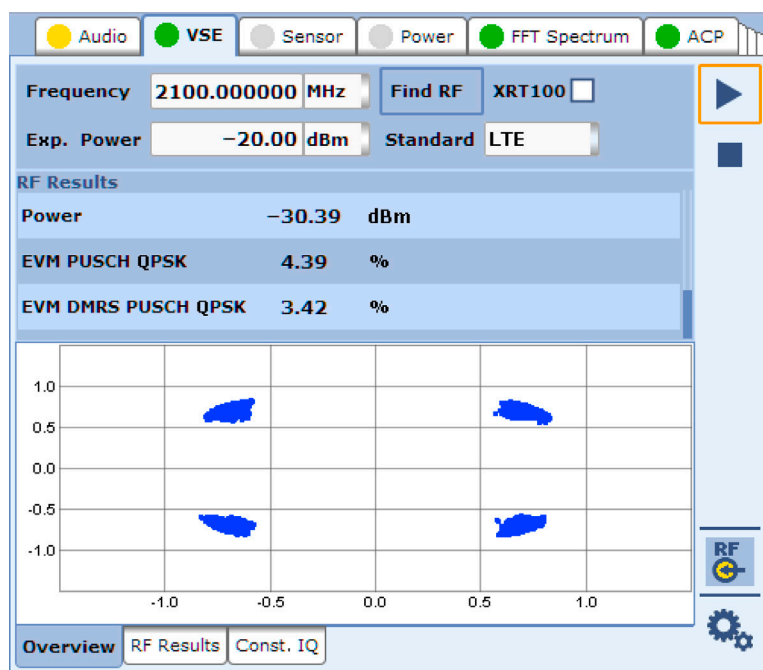 Audio VSE Sensor Power FFT Spectrum ACP
Frequency 2100.000000 MHz Find RF XRT100
Exp. Power −20.00 dBm Standard LTE
RF Results
Power −30.39 dBm
EVM PUSCH QPSK 4.39 %
EVM DMRS PUSCH QPSK 3.42 %
1.0
0.5
0.0
-0.5
-1.0
-1.0 -0.5 0.0 0.5 1.0
RF
Overview RF Results Const. IQ